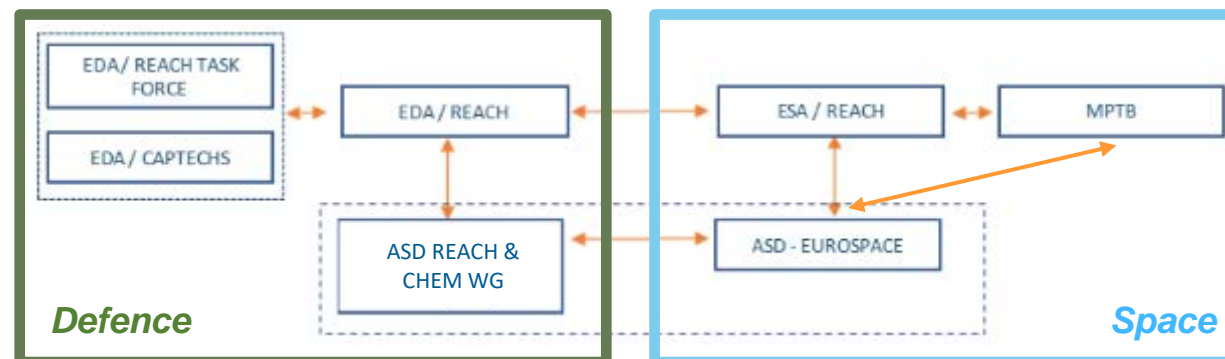 EDA/ REACH TASK
FORCE
EDA/ CAPTECHS
EDA/ REACH
ESA / REACH
MPTB
ASD REACH &
CHEM WG
ASD - EUROSPACE
Defence
Space